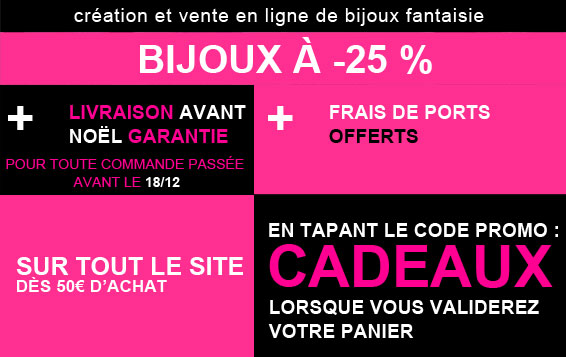 création et vente en ligne de bijoux fantaisie
BIJOUX À -25 %
+ LIVRAISON AVANT
NOËL GARANTIE
POUR TOUTE COMMANDE PASSÉE
AVANT LE 18/12
+ FRAIS DE PORTS
OFFERTS
SUR TOUT LE SITE
DÈS 50€ D'ACHAT
EN TAPANT LE CODE PROMO :
CADEAUX
LORSQUE VOUS VALIDEREZ
VOTRE PANIER